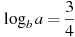 log_b a = 3/4